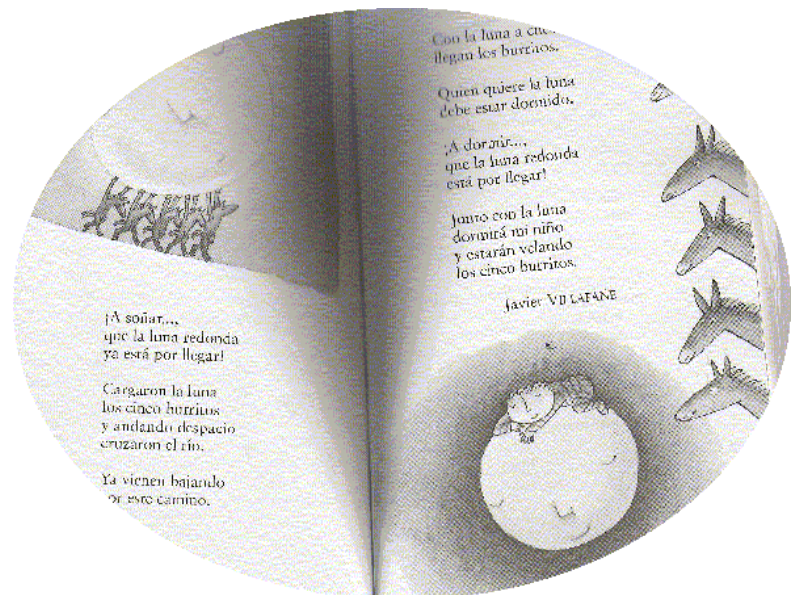 ¡A soñar...,
que la luna redonda
ya está por llegar!
Cargaron la luna
los cinco burritos
y andando despacio
cruzaron el río.
Ya vienen bajando
por este camino.
Con la luna a
llegan los burritos.
Quien quiere la luna
debe estar dormido.
¡A dormir...,
que la luna redonda
está por llegar!
Junto con la luna
dormirá mi niño
y estarán velando
los cinco burritos.
Javier VILLAFAÑE